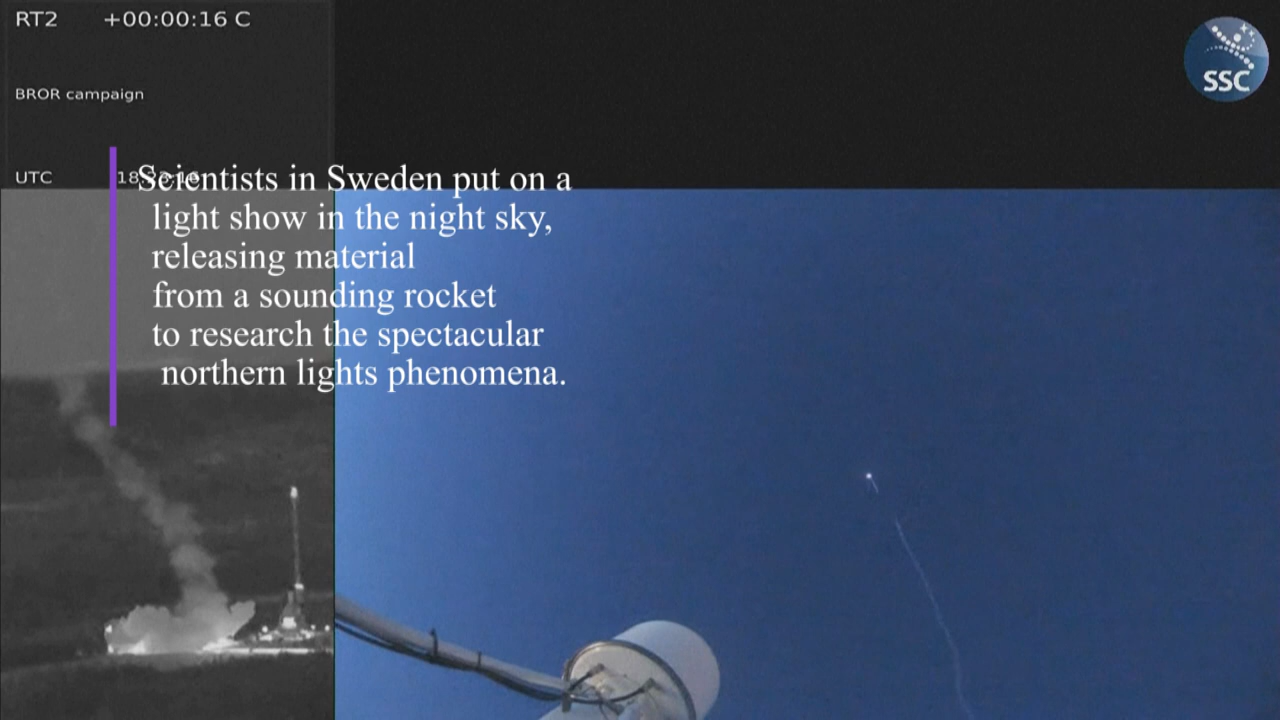 RT2 +00:00:16 C
SSC
BROR campaign
UTC
Scientists in Sweden put on a
light show in the night sky,
releasing material
from a sounding rocket
to research the spectacular
northern lights phenomena.